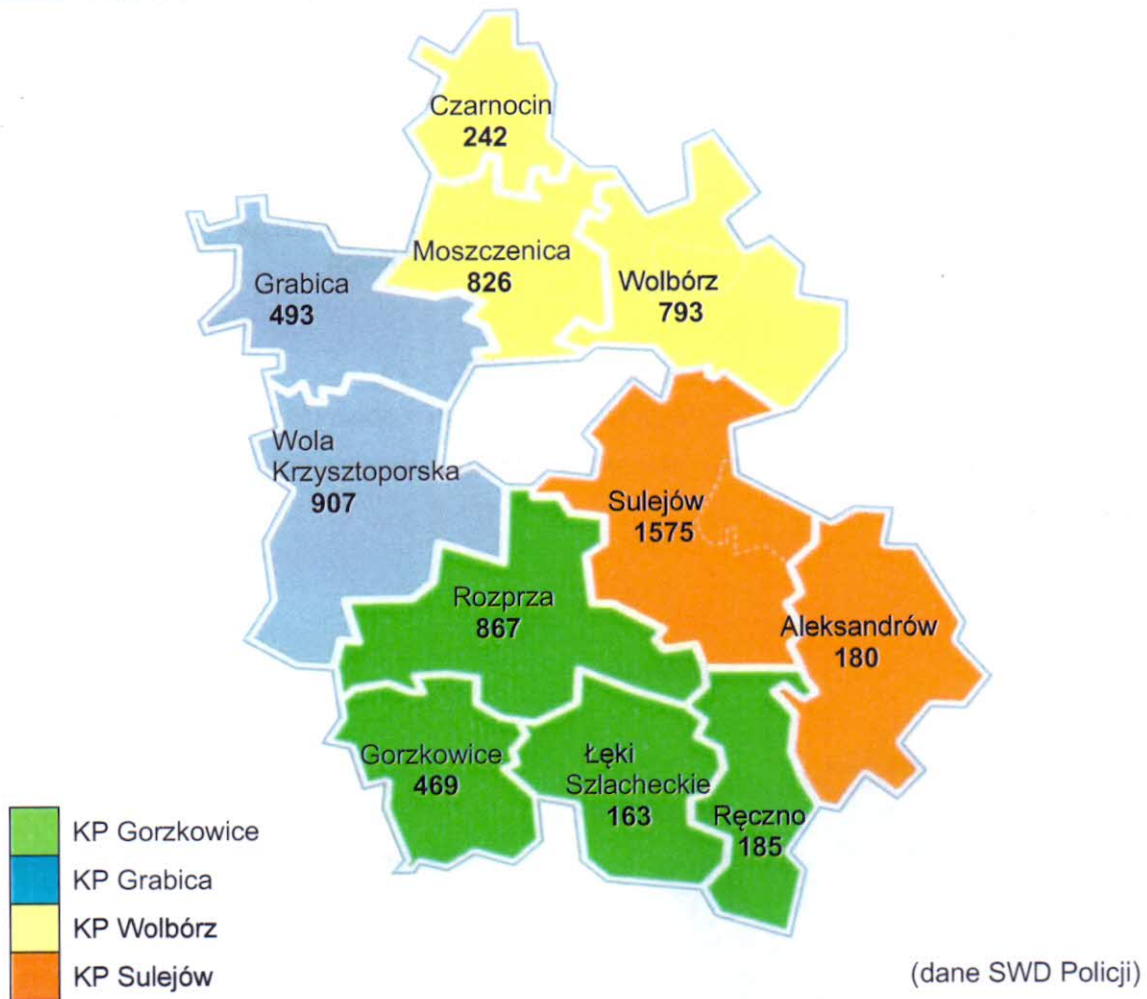 Czarnocin
242
Moszczenica
826
Wolbórz
793
Grabica
493
Wola
Krzysztoporska
907
Sulejów
1575
Rozprza
867
Aleksandrów
180
Gorzkowice
469
Łęki
Szlacheckie
163
Ręczno
185
KP Gorzkowice
KP Grabica
KP Wolbórz
KP Sulejów
(dane SWD Policji)